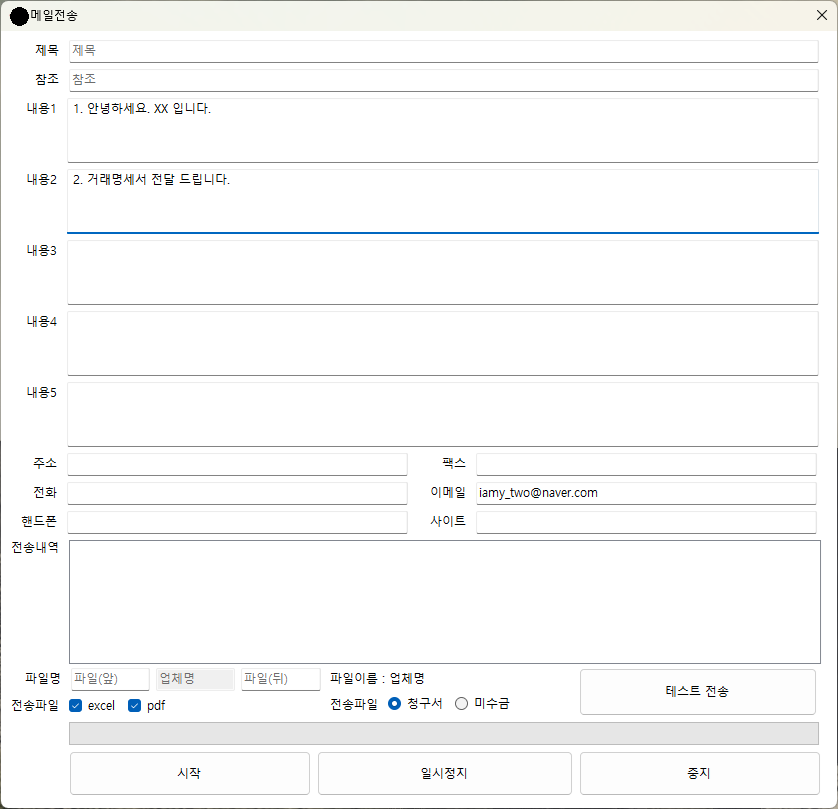 메일전송
제목 제목
참조 참조
내용1 1. 안녕하세요. XX 입니다.
내용2 2. 거래명세서 전달 드립니다.
내용3
내용4
내용5
주소 팩스
전화 이메일 iamy_two@naver.com
핸드폰 사이트
전송내역
파일명 파일(앞) 업체명 파일(뒤) 파일이름 : 업체명
테스트 전송
전송파일 excel pdf 전송파일 청구서 미수금
시작 일시정지 중지